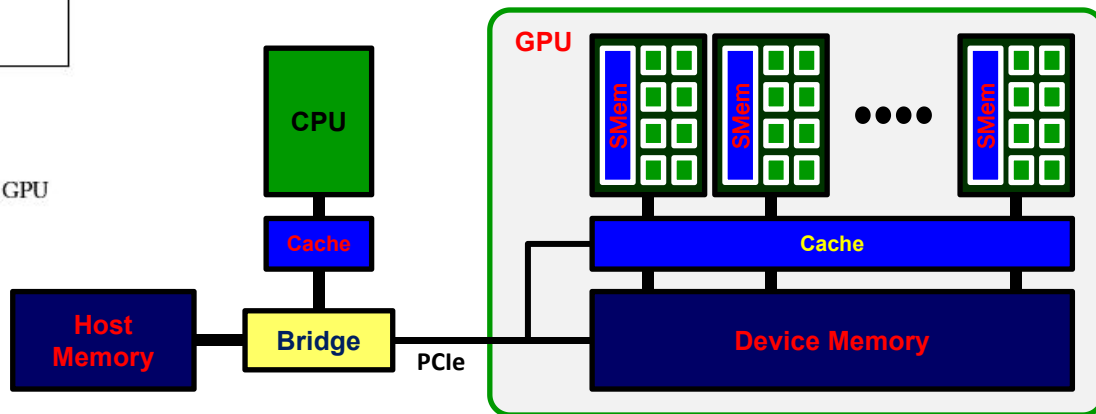 GPU
GPU
CPU
SMem
SMem
SMem
Cache
Cache
Host
Memory
Bridge
PCIe
Device Memory